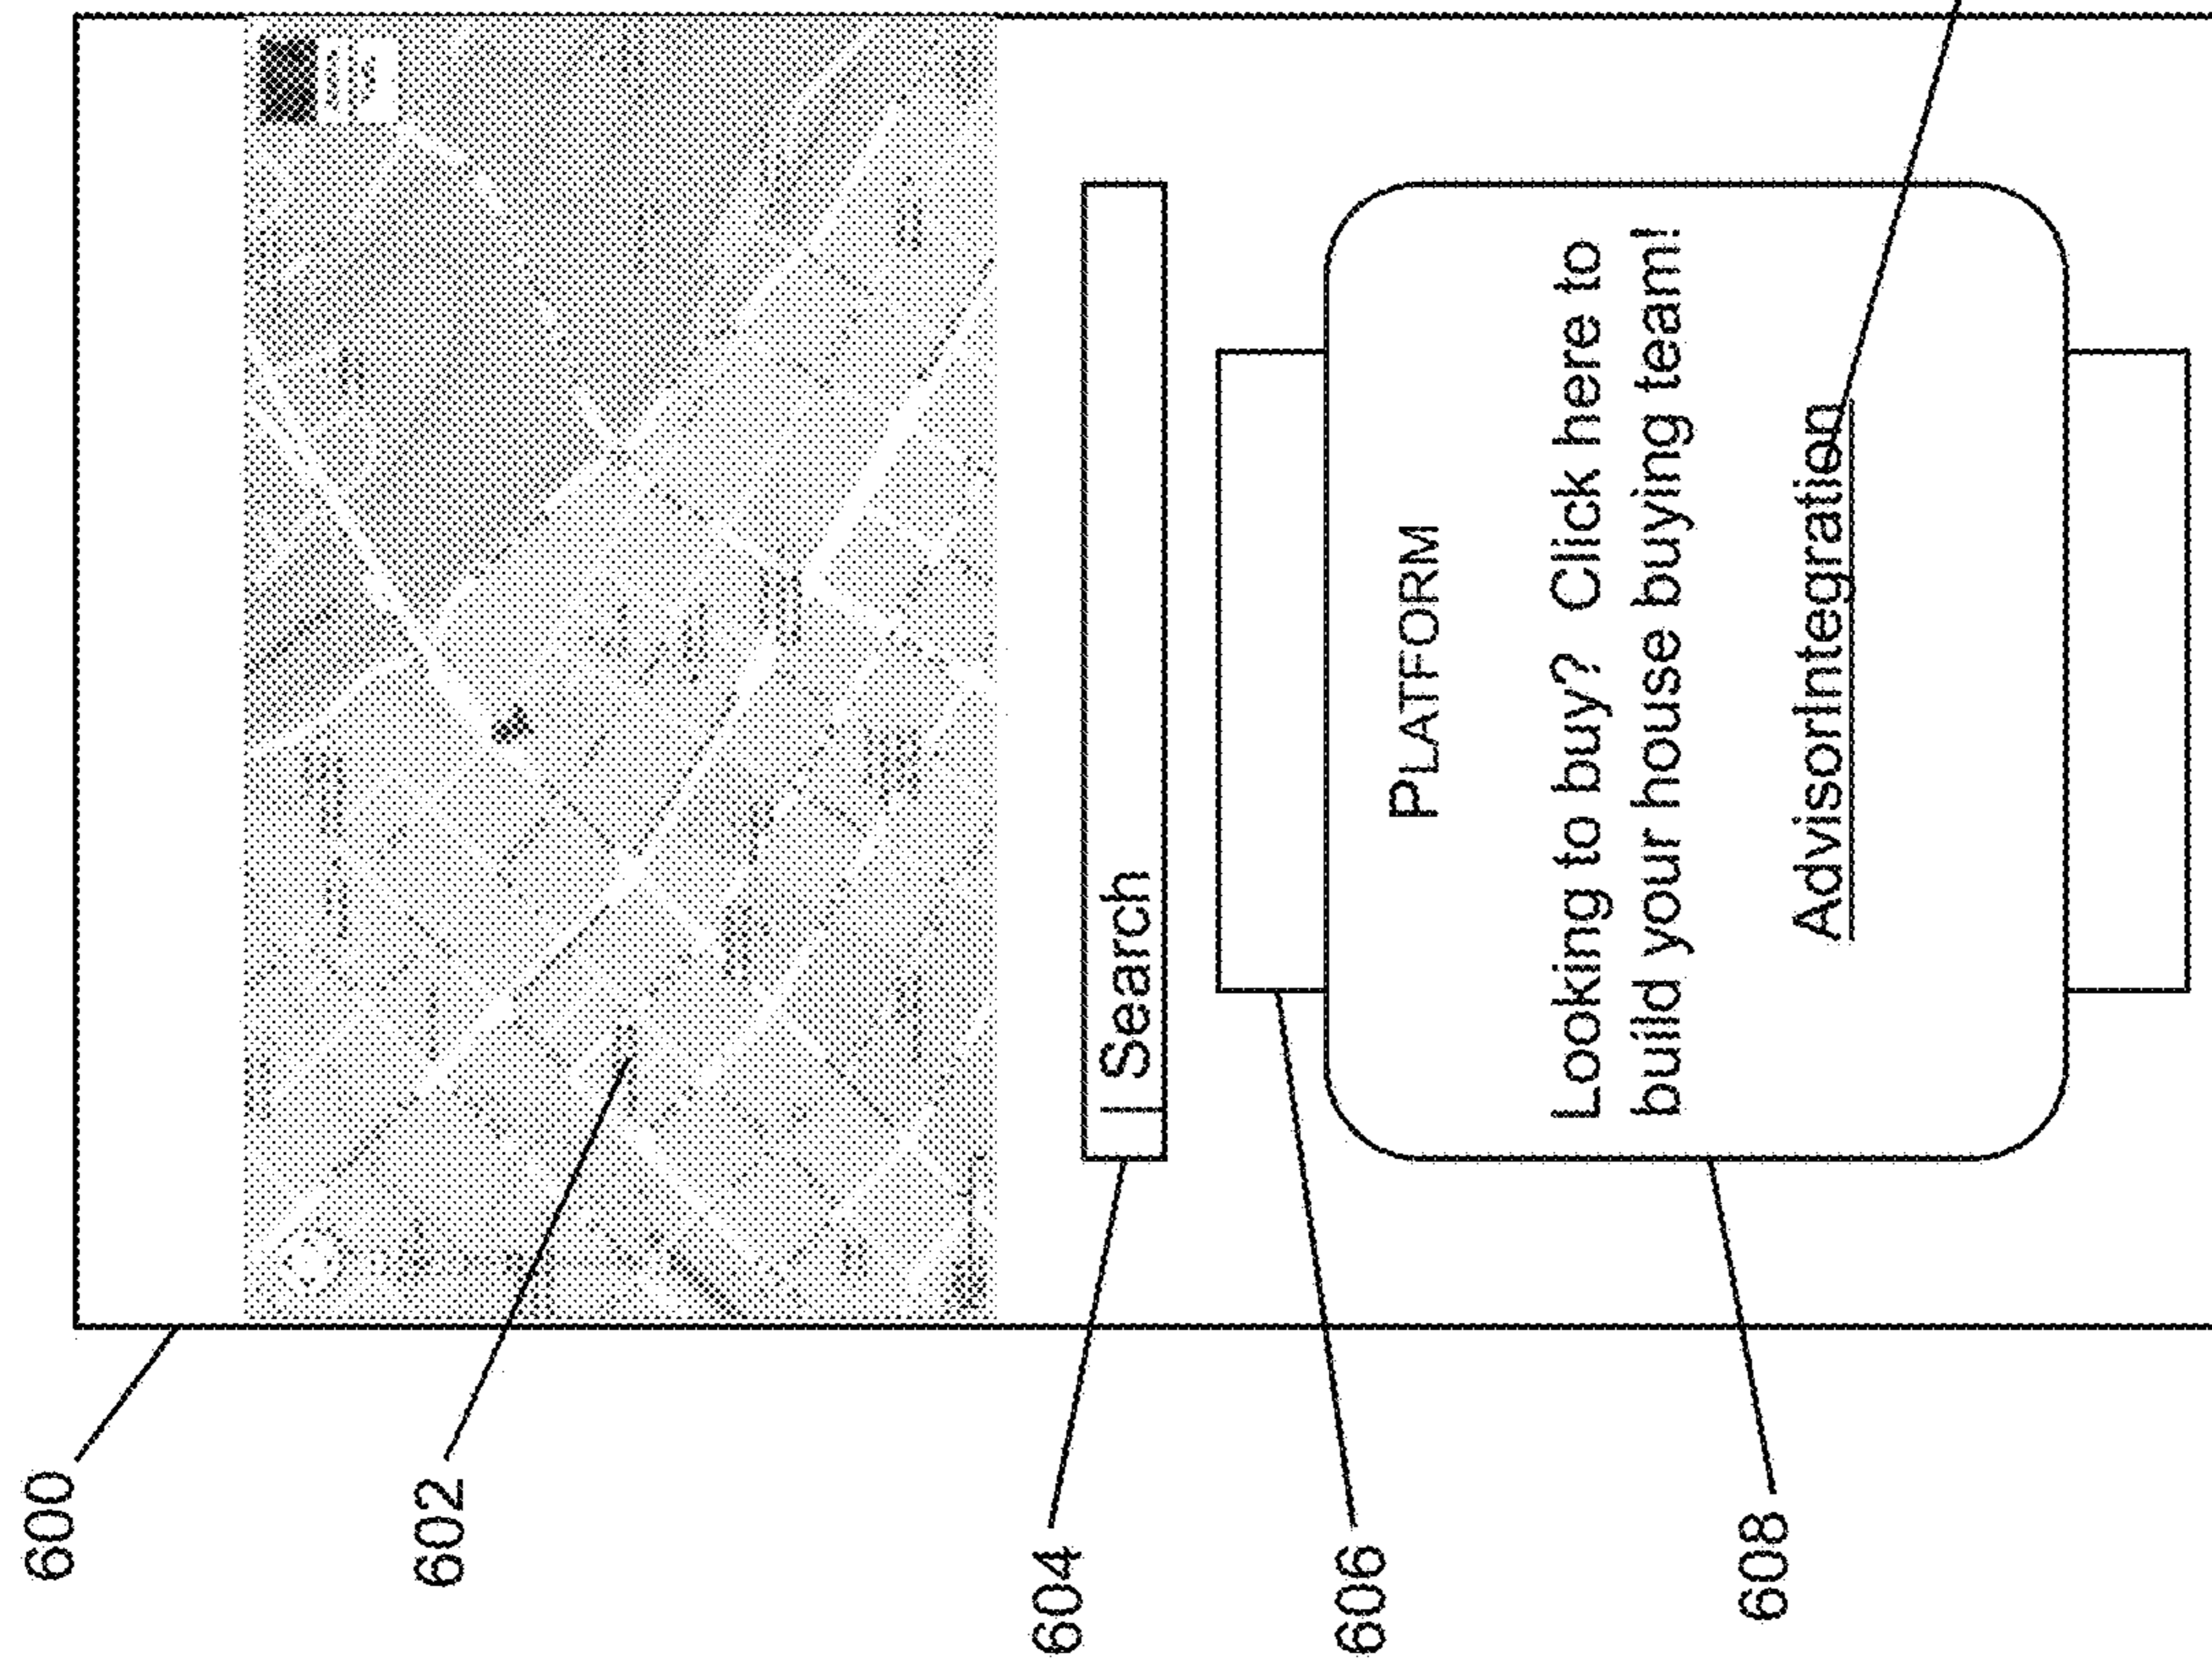 600
602
604
| Search
606
608
PLATFORM
Looking to buy? Click here to
build your house buying team!
AdvisorIntegration